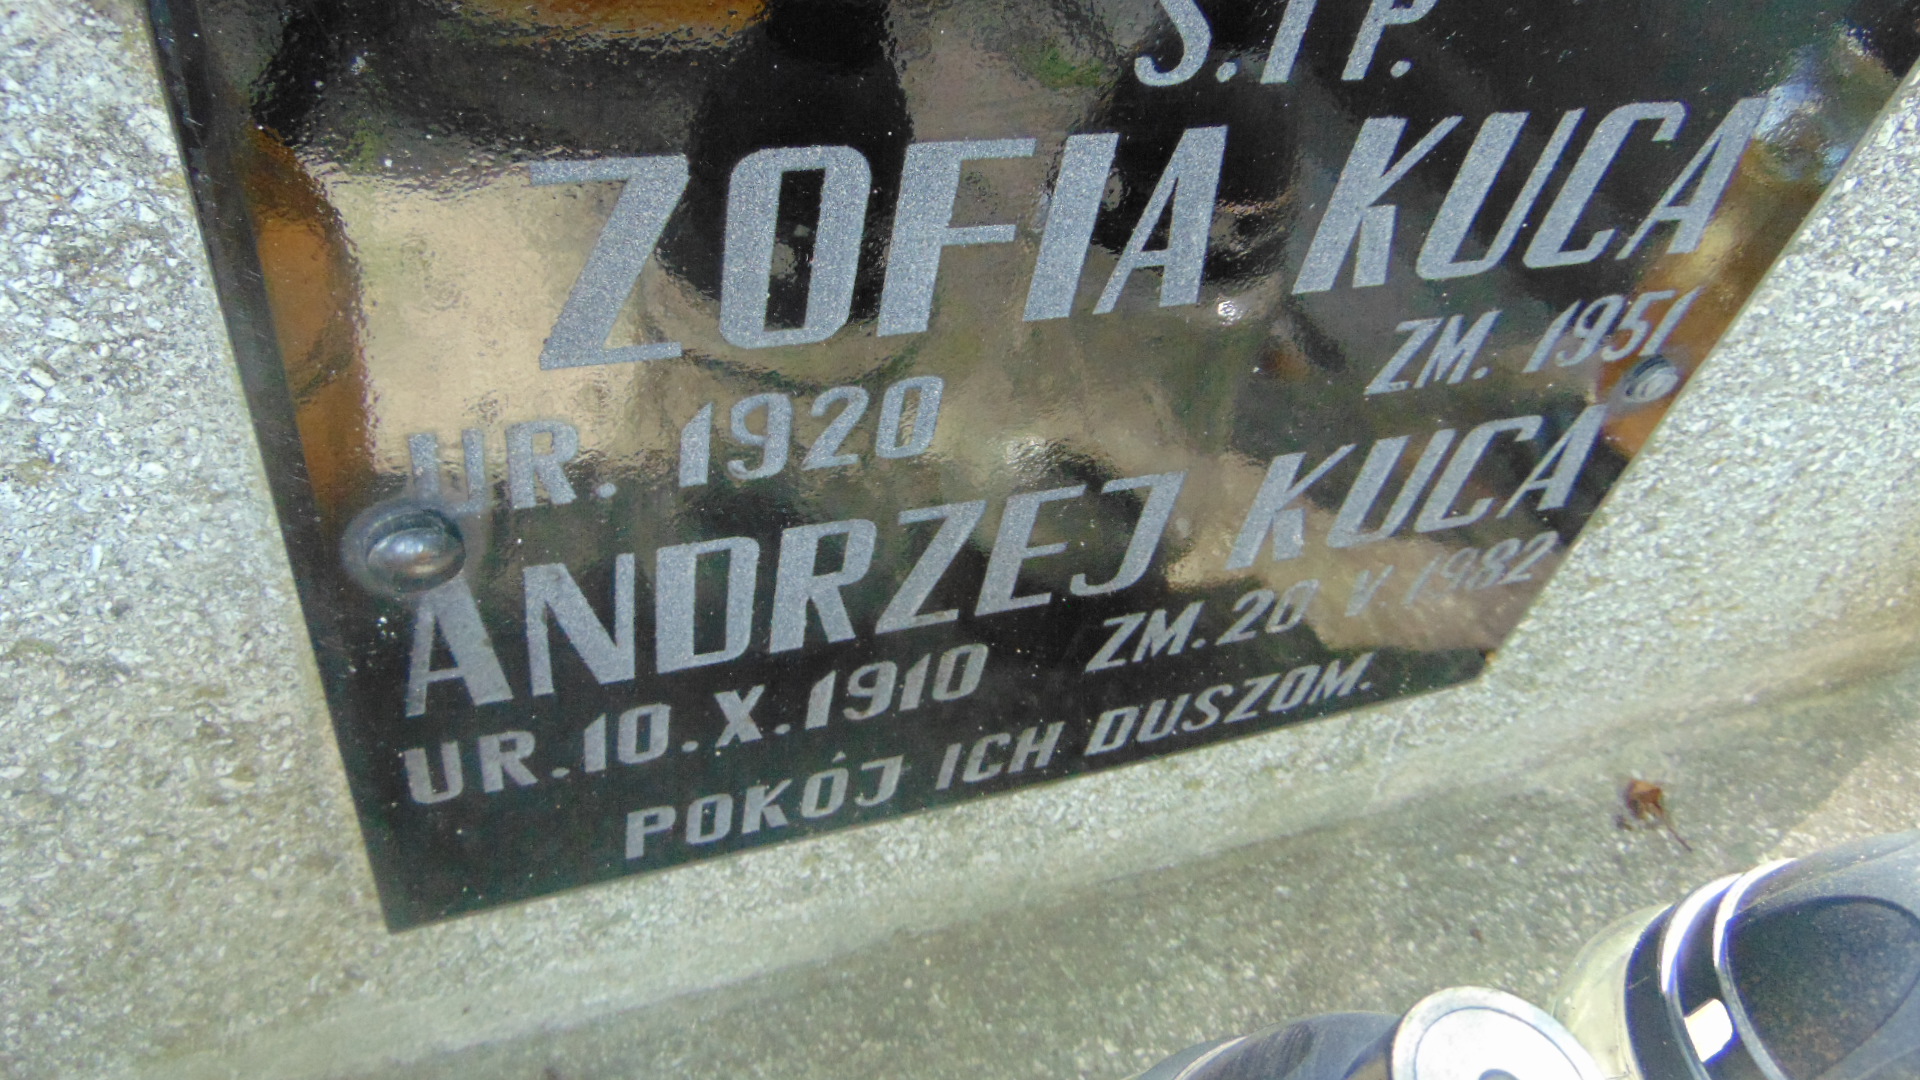 Ś. I P.
ZOFIA KUCA
UR. 1920 ZM. 1951
ANDRZEJ KUCA
UR. 10. X. 1910 ZM. 20 V 1982
POKÓJ ICH DUSZOM.